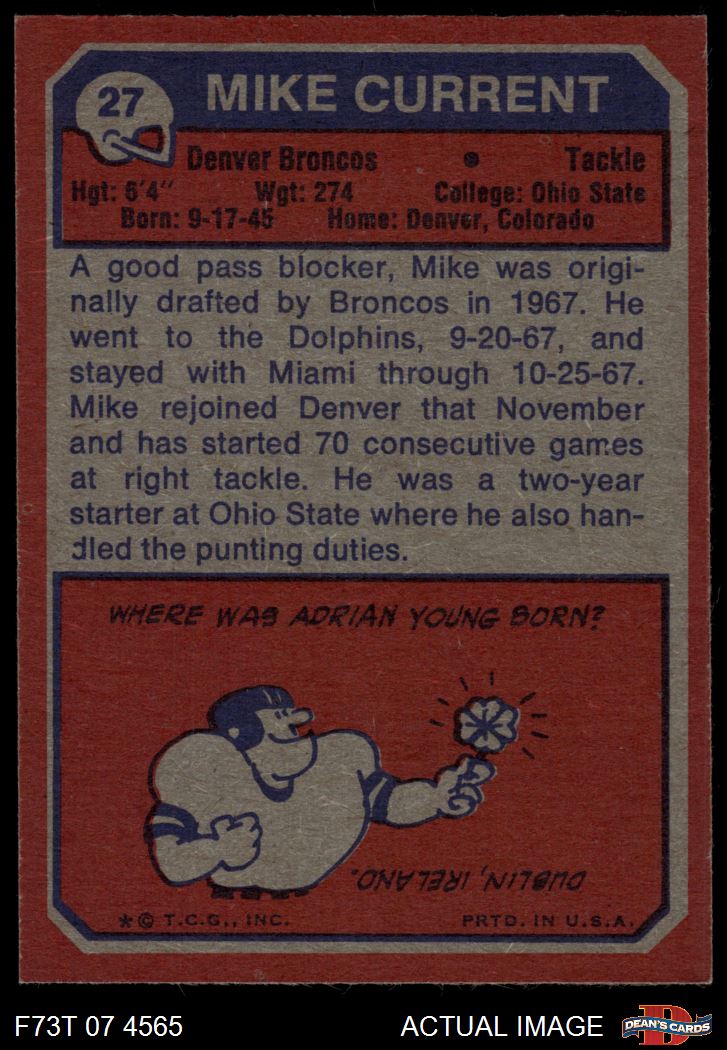 27
MIKE CURRENT
Denver Broncos • Tackle
Hgt: 6'4" Wgt: 274 College: Ohio State
Born: 9-17-45 Home: Denver, Colorado
A good pass blocker, Mike was origi-
nally drafted by Broncos in 1967. He
went to the Dolphins, 9-20-67, and
stayed with Miami through 10-25-67.
Mike rejoined Denver that November
and has started 70 consecutive games
at right tackle. He was a two-year
starter at Ohio State where he also han-
dled the punting duties.
WHERE WAS ADRIAN YOUNG BORN?
DUBLIN, IRELAND.
* © T.C.G., INC. PRTD. IN U.S.A.
F73T 07 4565 ACTUAL IMAGE
D
DEAN'S CARDS